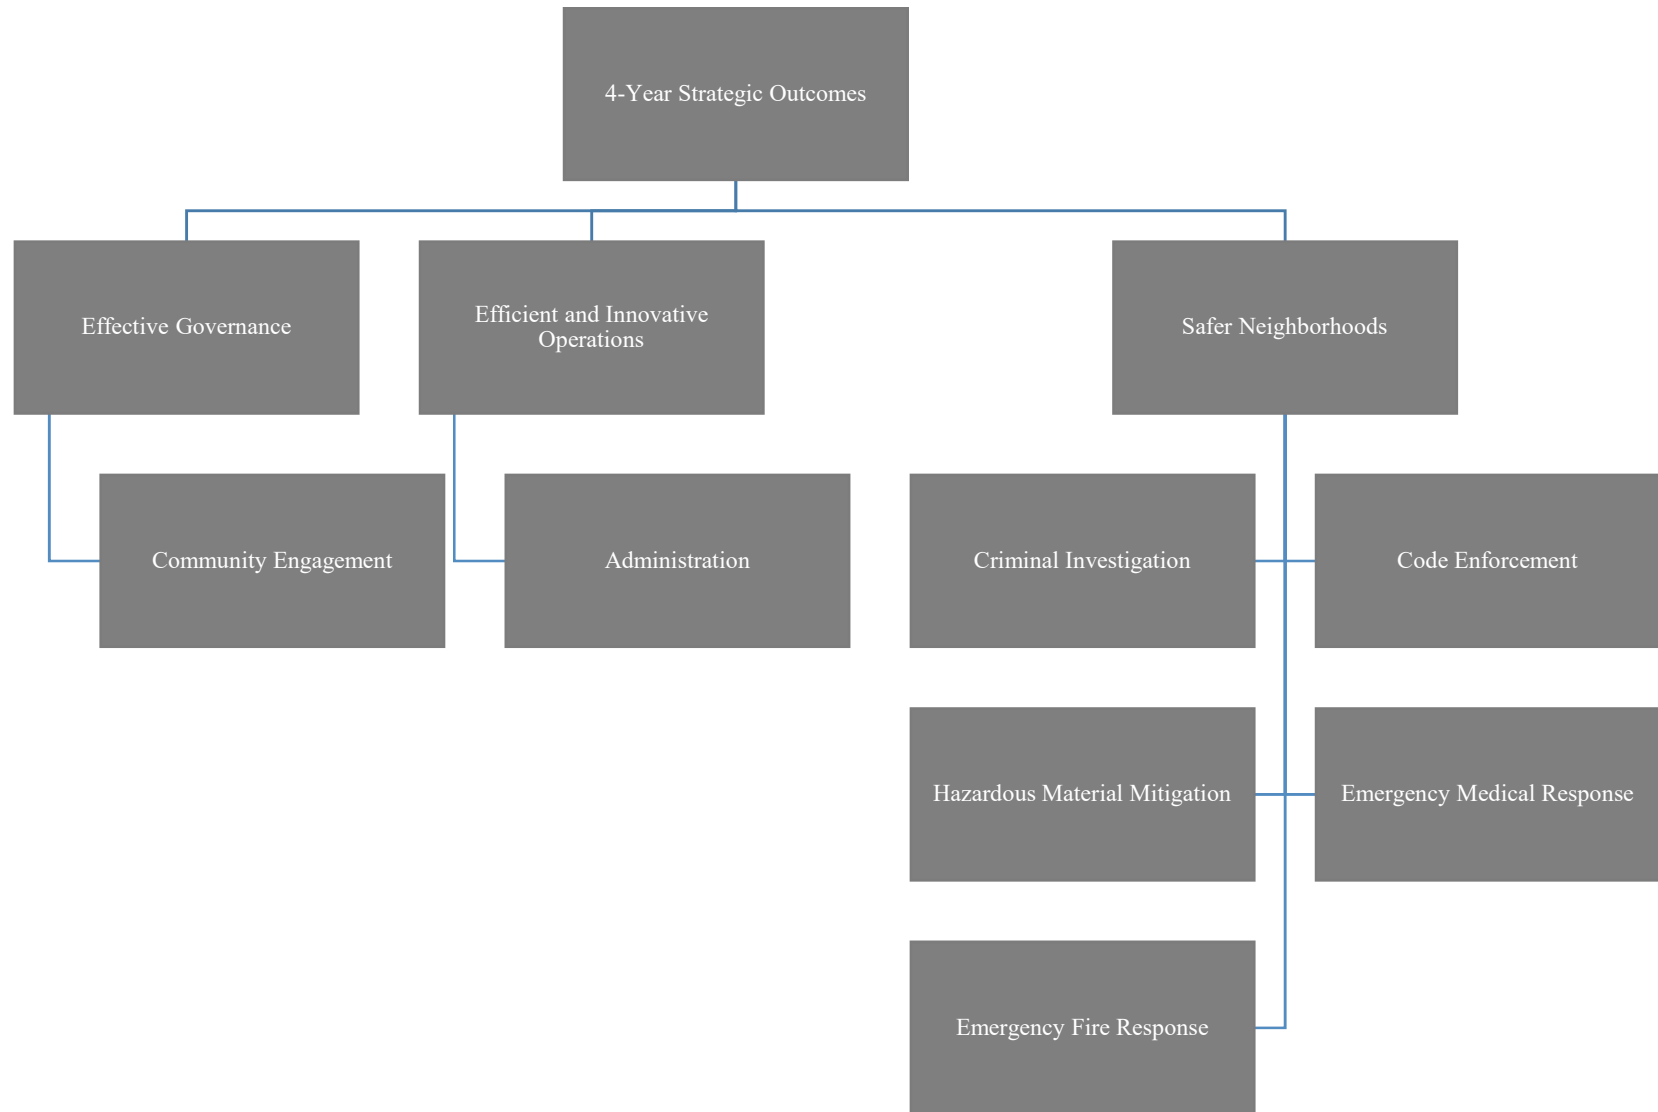 4-Year Strategic Outcomes
Effective Governance
Efficient and Innovative
Operations
Safer Neighborhoods
Community Engagement
Administration
Criminal Investigation
Code Enforcement
Hazardous Material Mitigation
Emergency Medical Response
Emergency Fire Response